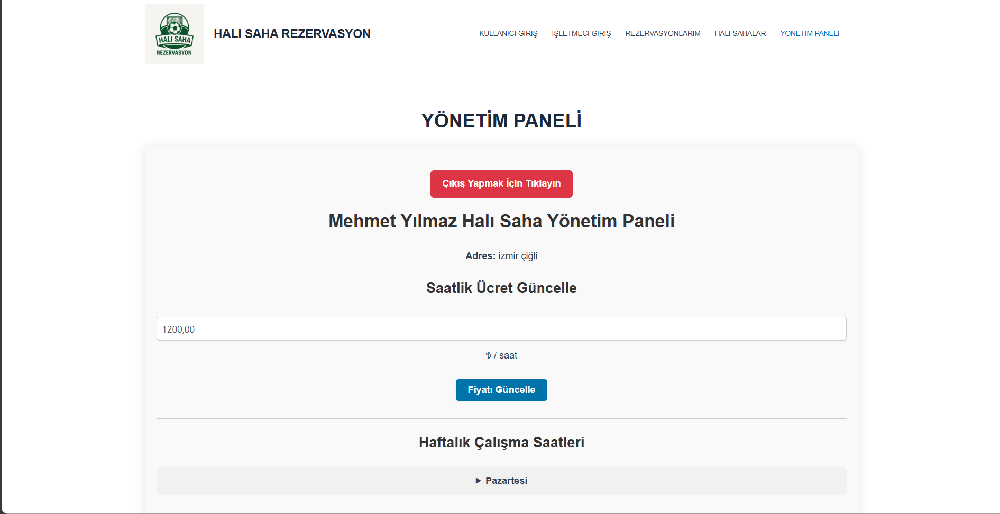 HALI SAHA
REZERVASYON
HALI SAHA REZERVASYON
KULLANICI GİRİŞ
İŞLETMECİ GİRİŞ
REZERVASYONLARIM
HALI SAHALAR
YÖNETİM PANELİ
YÖNETİM PANELİ
Çıkış Yapmak İçin Tıklayın
Mehmet Yılmaz Halı Saha Yönetim Paneli
Adres: izmir çiğli
Saatlik Ücret Güncelle
1200,00
₺ / saat
Fiyatı Güncelle
Haftalık Çalışma Saatleri
Pazartesi